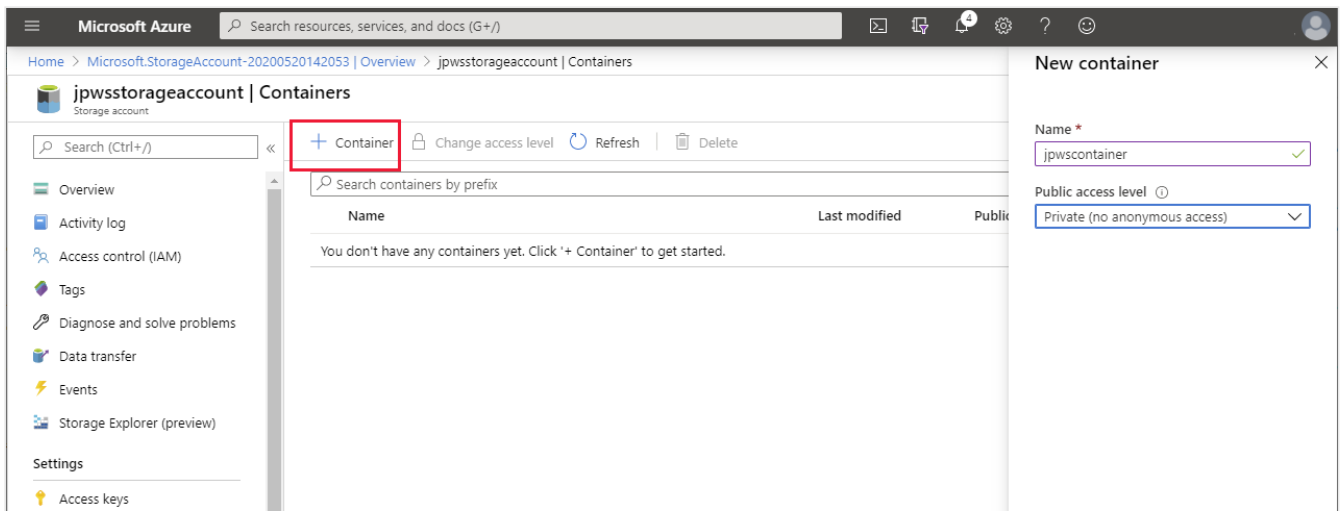 Microsoft Azure
Search resources, services, and docs (G+/)
4
Home > Microsoft.StorageAccount-20200520142053 | Overview > jpwsstorageaccount | Containers
jpwsstorageaccount | Containers
Storage account
Search (Ctrl+/)
«
Overview
Activity log
Access control (IAM)
Tags
Diagnose and solve problems
Data transfer
Events
Storage Explorer (preview)
Settings
Access keys
+ Container
Change access level
Refresh
Delete
Search containers by prefix
Name Last modified Public
You don't have any containers yet. Click '+ Container' to get started.
New container
Name *
jpwscontainer
Public access level
Private (no anonymous access)